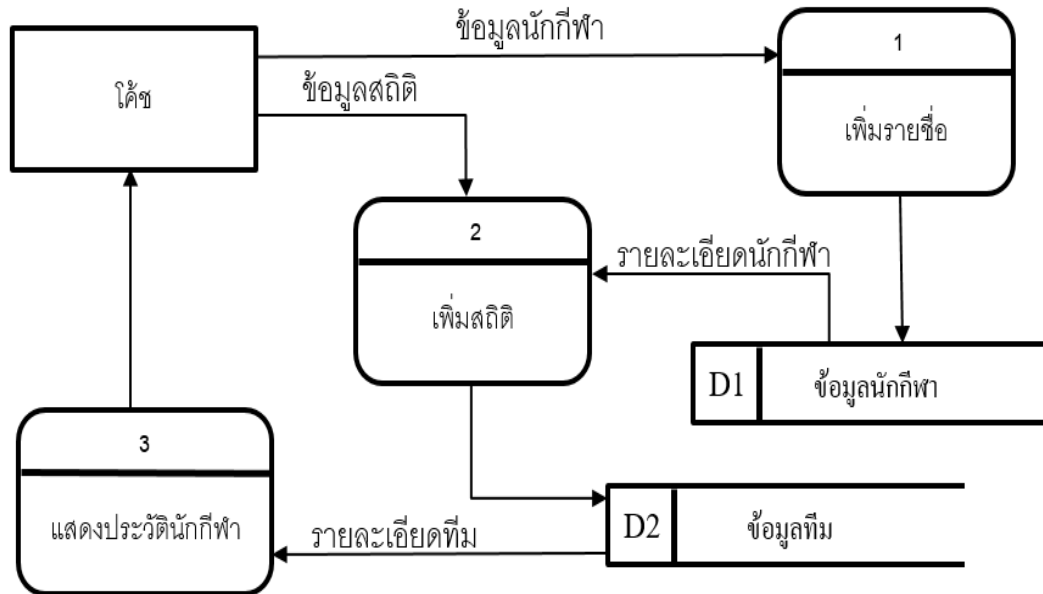 ข้อมูลนักกีฬา
1
โค้ช
ข้อมูลสถิติ
เพิ่มรายชื่อ
2
รายละเอียดนักกีฬา
เพิ่มสถิติ
D1
ข้อมูลนักกีฬา
3
แสดงประวัตินักกีฬา
รายละเอียดทีม
D2
ข้อมูลทีม